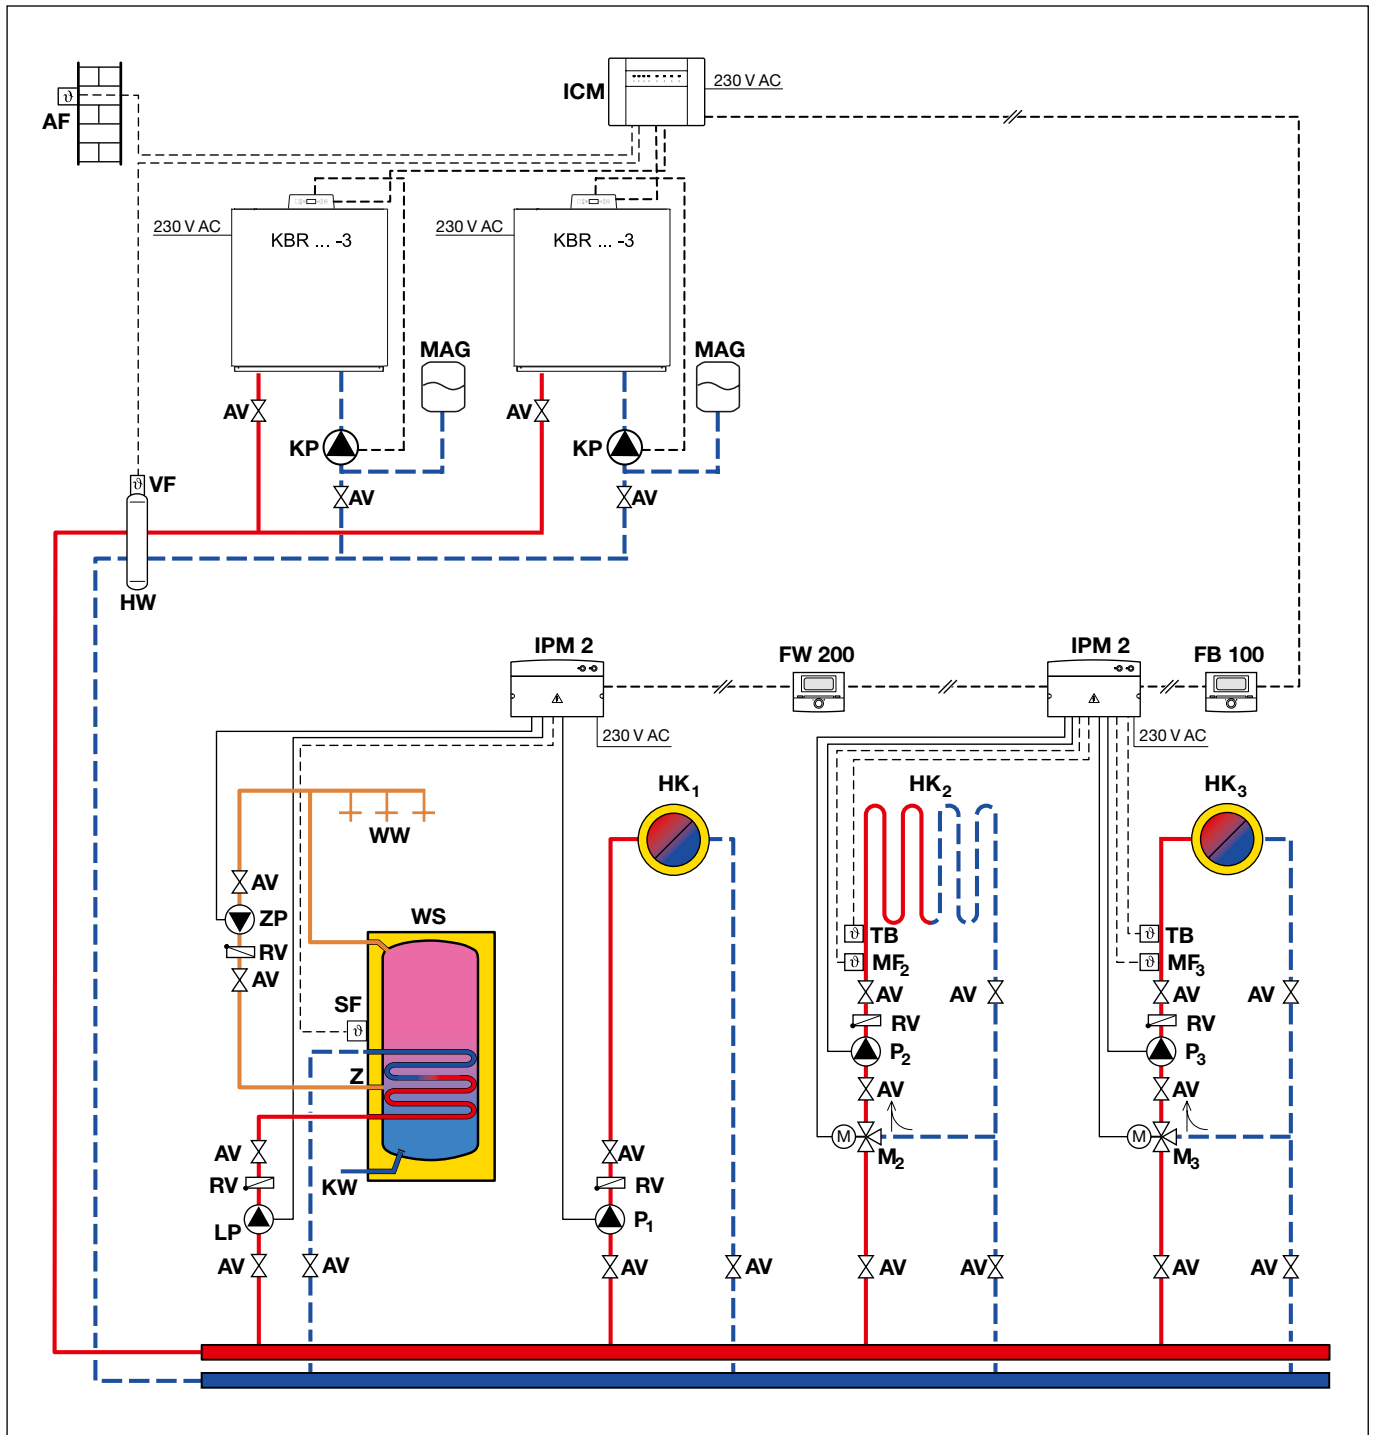 ICM
230 V AC
ϑ
AF
230 V AC
KBR ... -3
230 V AC
KBR ... -3
MAG
MAG
AV
AV
KP
KP
ϑ
VF
AV
AV
HW
IPM 2
FW 200
IPM 2
FB 100
230 V AC
230 V AC
HK1
HK2
HK3
WW
AV
ZP
WS
RV
AV
ϑ
TB
ϑ
TB
ϑ
MF2
ϑ
MF3
SF
ϑ
AV
AV
AV
AV
RV
RV
Z
P2
P3
AV
AV
M
M
AV
AV
M2
M3
KW
RV
RV
LP
P1
AV
AV
AV
AV
AV
AV
AV
AV